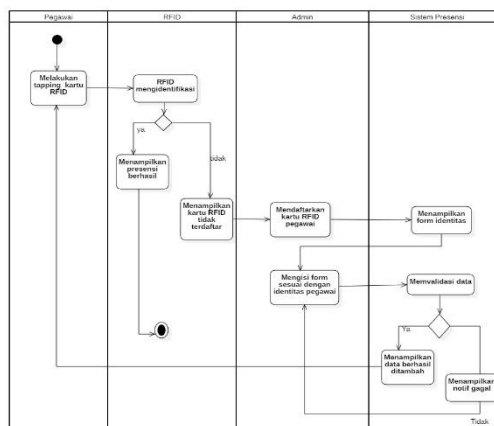 Pegawai
RFID
Admin
Sistem Presensi
Melakukan
tapping kartu
RFID
RFID
mengidentifikasi
ya
tidak
Menampilkan
presensi
berhasil
Menampilkan
kartu RFID
tidak
terdaftar
Mendaftarkan
kartu RFID
pegawai
Menampilkan
form identitas
Mengisi form
sesuai dengan
identitas pegawai
Memvalidasi data
Ya
Menampilkan
data berhasil
ditambah
Menampilkan
notif gagal
Tidak